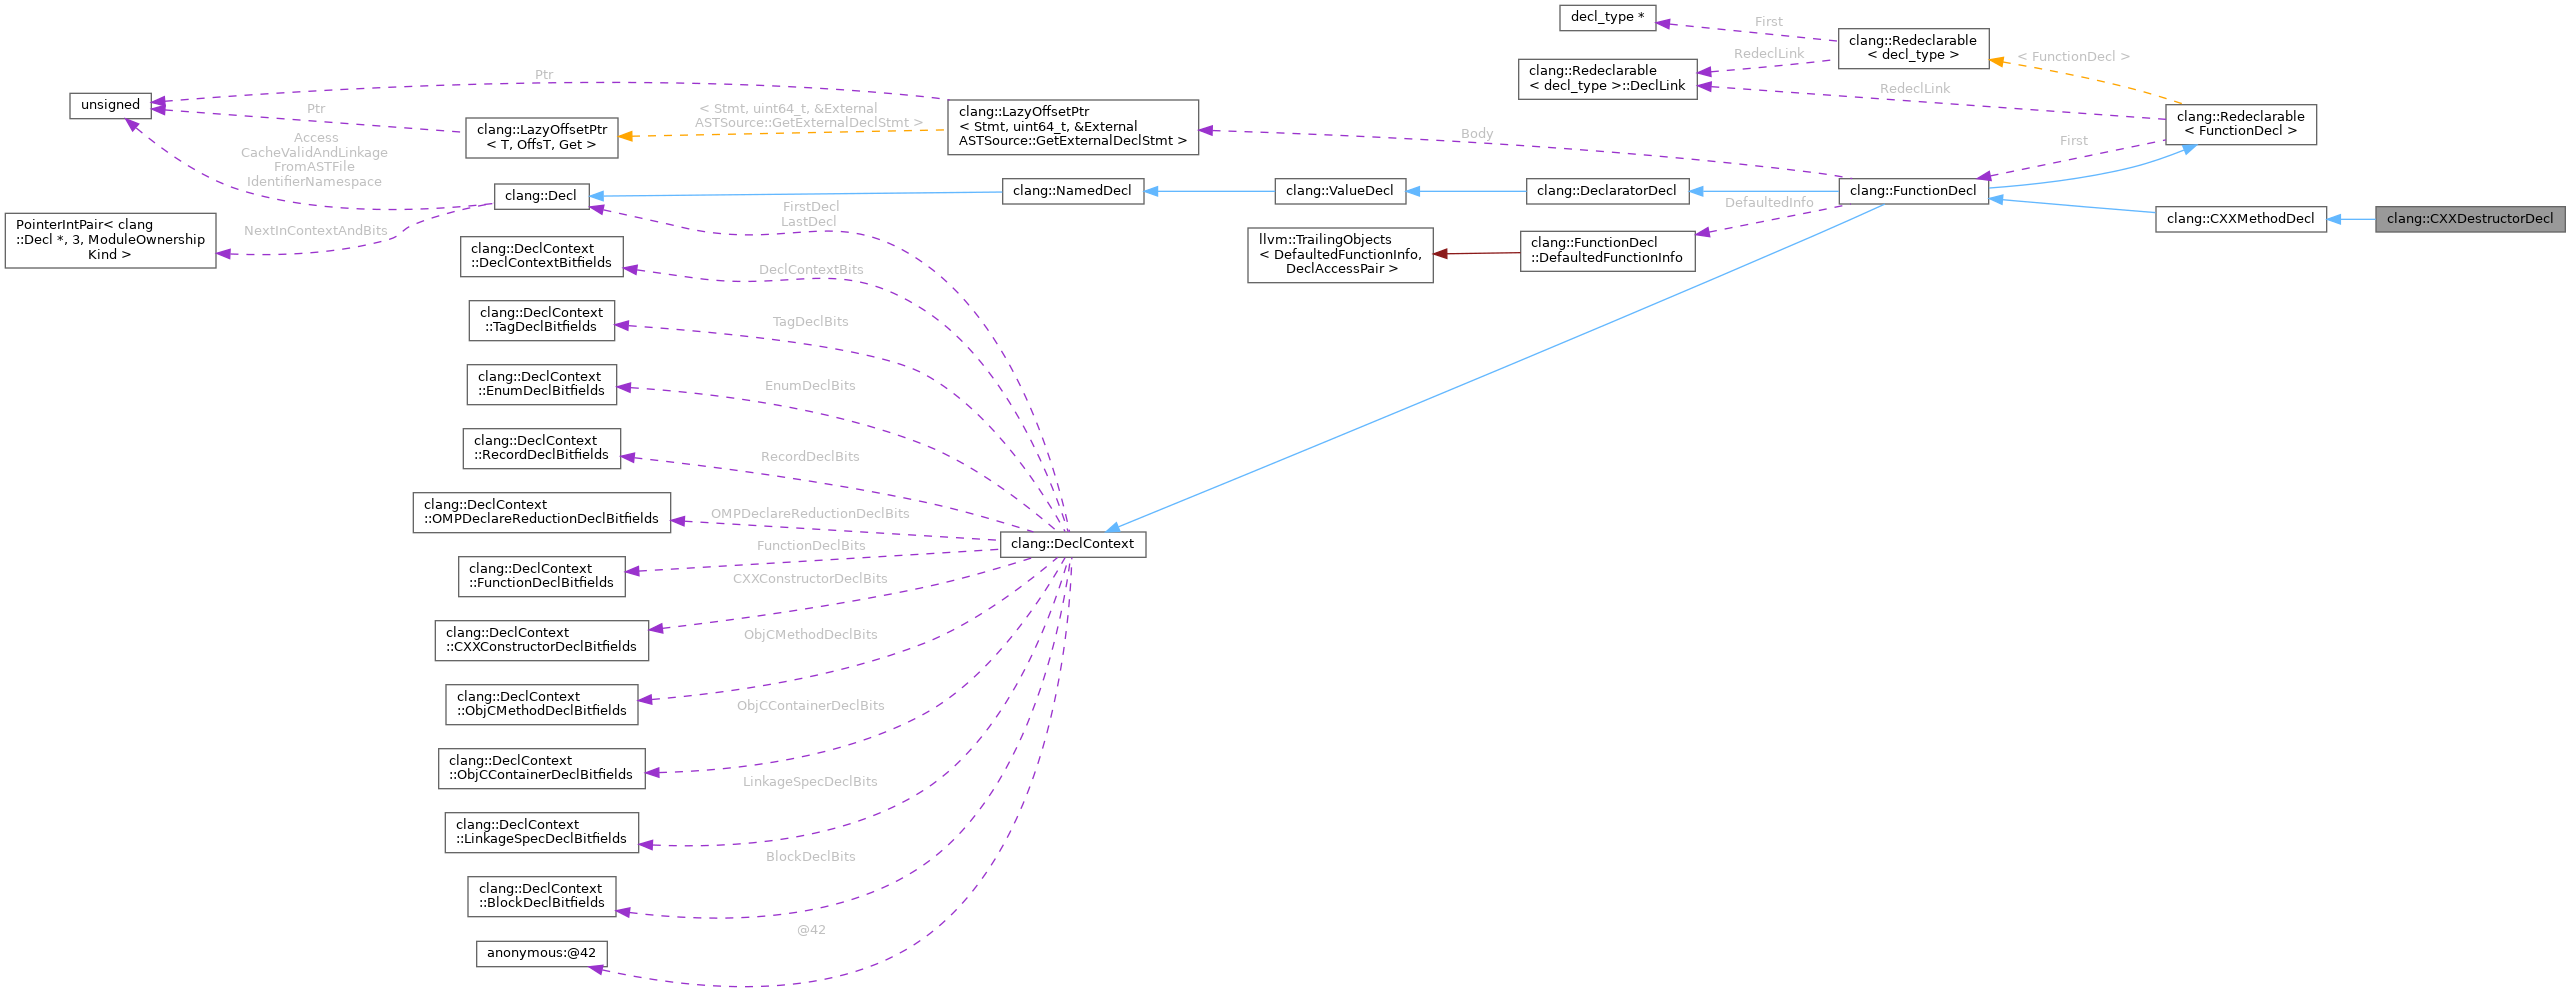 decl_type *
First
clang::Redeclarable
< decl_type >
RedeclLink
< FunctionDecl >
clang::Redeclarable
< decl_type >::DeclLink
RedeclLink
Ptr
unsigned
Ptr
< Stmt, uint64_t, &External
ASTSource::GetExternalDeclStmt >
clang::LazyOffsetPtr
< Stmt, uint64_t, &External
ASTSource::GetExternalDeclStmt >
clang::Redeclarable
< FunctionDecl >
clang::LazyOffsetPtr
< T, OffsT, Get >
Body
First
Access
CacheValidAndLinkage
FromASTFile
IdentifierNamespace
clang::Decl
clang::NamedDecl
clang::ValueDecl
clang::DeclaratorDecl
clang::FunctionDecl
DefaultedInfo
FirstDecl
LastDecl
clang::CXXMethodDecl
clang::CXXDestructorDecl
PointerIntPair< clang
::Decl *, 3, ModuleOwnership
Kind >
NextInContextAndBits
llvm::TrailingObjects
< DefaultedFunctionInfo,
DeclAccessPair >
clang::FunctionDecl
::DefaultedFunctionInfo
clang::DeclContext
::DeclContextBitfields
DeclContextBits
clang::DeclContext
::TagDeclBitfields
TagDeclBits
clang::DeclContext
::EnumDeclBitfields
EnumDeclBits
clang::DeclContext
::RecordDeclBitfields
RecordDeclBits
clang::DeclContext
::OMPDeclareReductionDeclBitfields
OMPDeclareReductionDeclBits
clang::DeclContext
FunctionDeclBits
clang::DeclContext
::FunctionDeclBitfields
CXXConstructorDeclBits
clang::DeclContext
::CXXConstructorDeclBitfields
ObjCMethodDeclBits
clang::DeclContext
::ObjCMethodDeclBitfields
ObjCContainerDeclBits
clang::DeclContext
::ObjCContainerDeclBitfields
LinkageSpecDeclBits
clang::DeclContext
::LinkageSpecDeclBitfields
BlockDeclBits
clang::DeclContext
::BlockDeclBitfields
@42
anonymous:@42